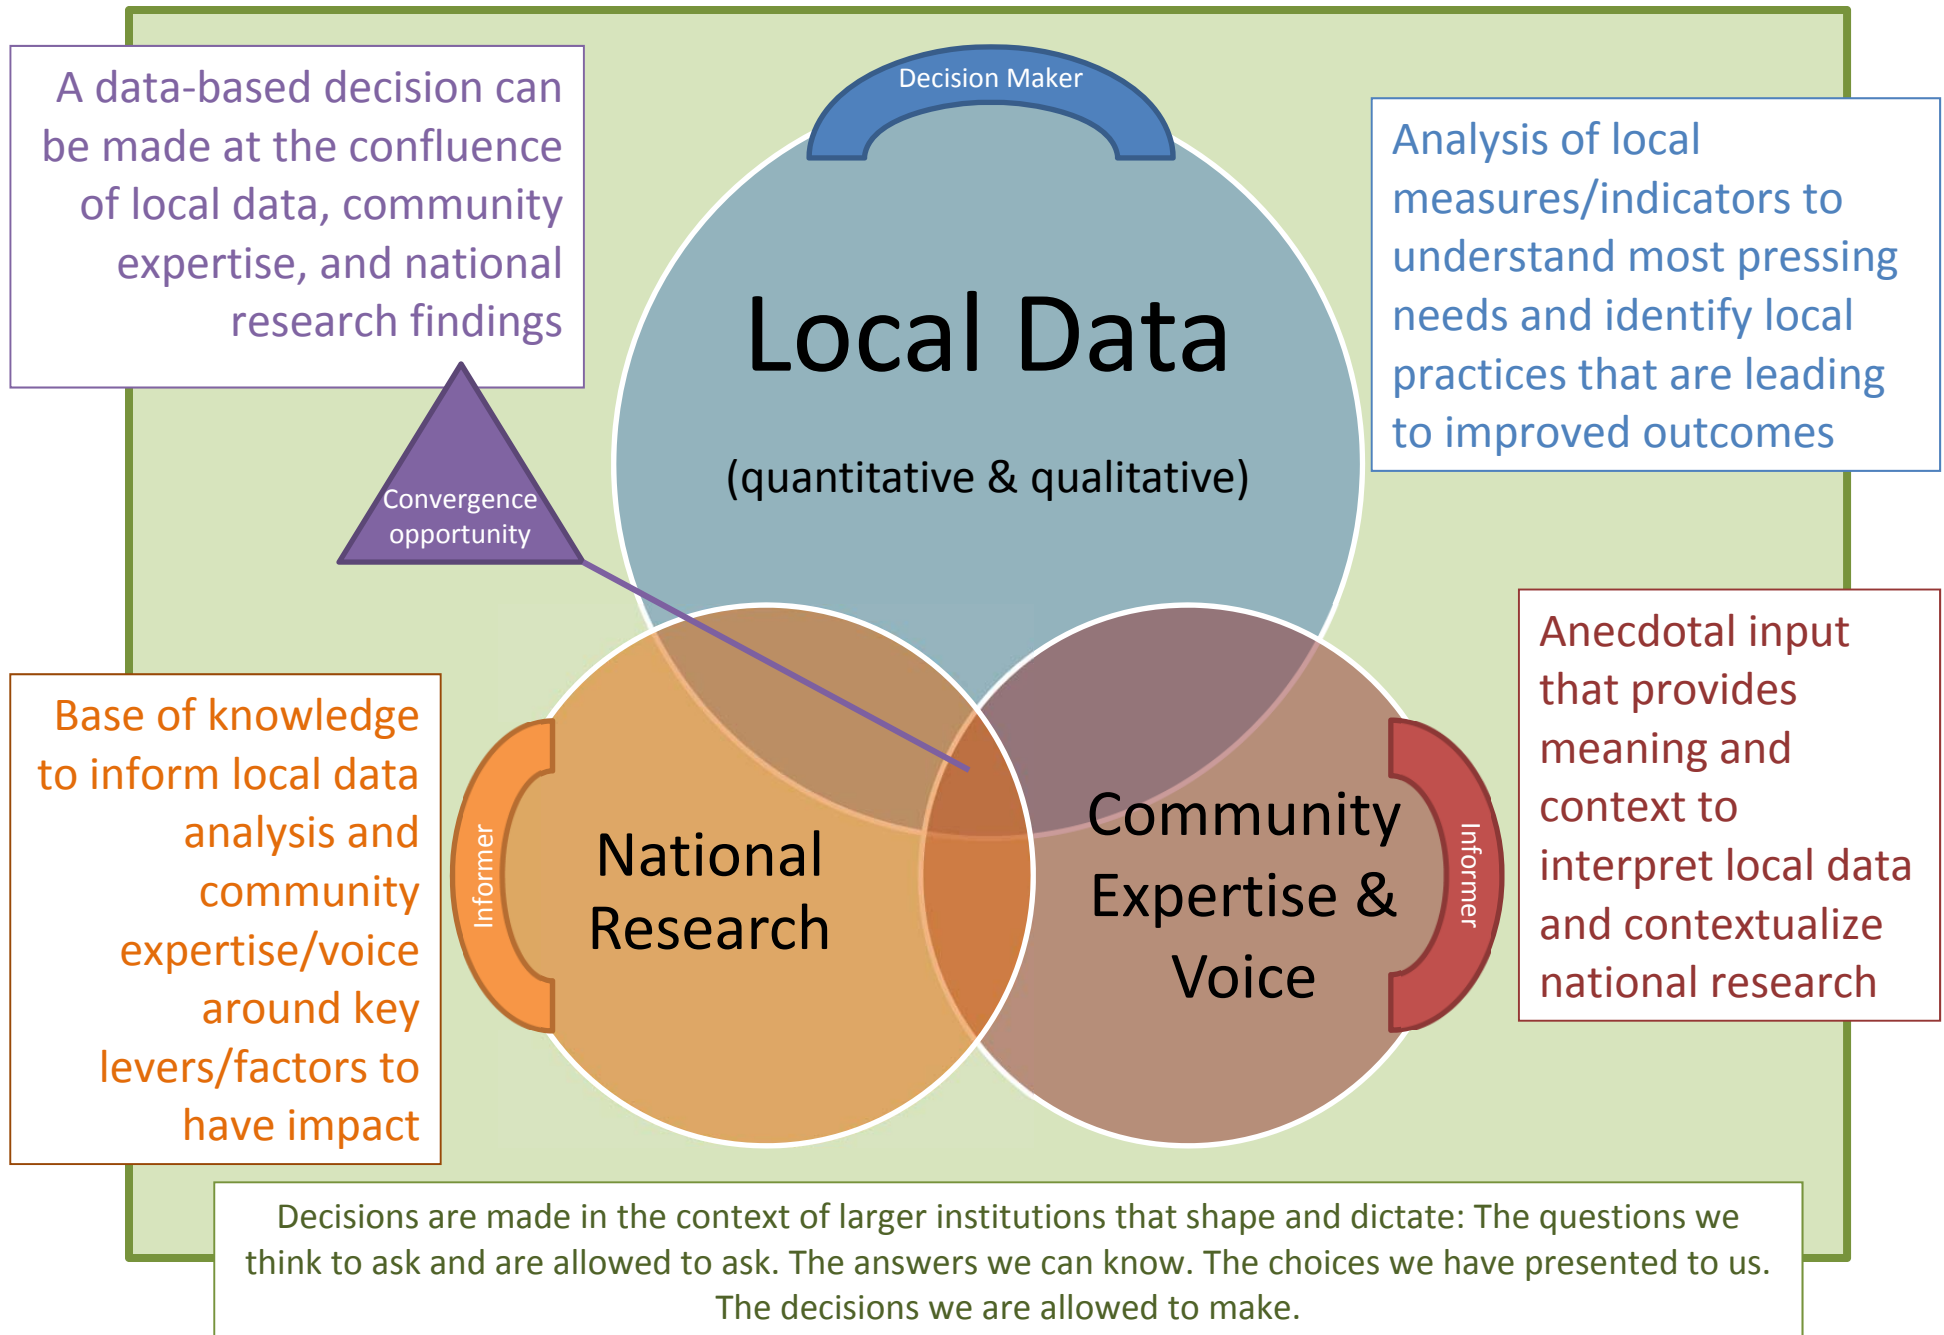 Decision Maker
A data-based decision can
be made at the confluence
of local data, community
expertise, and national
research findings
Analysis of local
measures/indicators to
understand most pressing
needs and identify local
practices that are leading
to improved outcomes
Local Data
(quantitative & qualitative)
Convergence
opportunity
Base of knowledge
to inform local data
analysis and
community
expertise/voice
around key
levers/factors to
have impact
Informer
National
Research
Community
Expertise &
Voice
Informer
Anecdotal input
that provides
meaning and
context to
interpret local data
and contextualize
national research
Decisions are made in the context of larger institutions that shape and dictate: The questions we
think to ask and are allowed to ask. The answers we can know. The choices we have presented to us.
The decisions we are allowed to make.